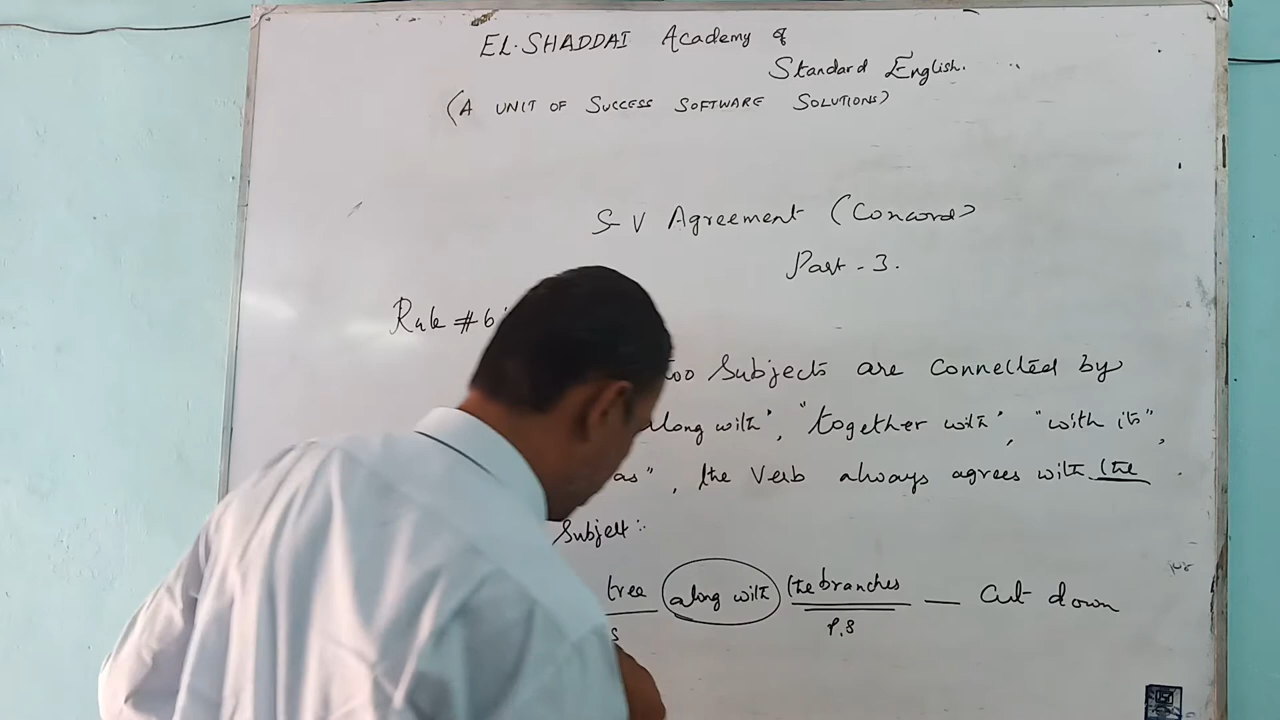 EL-SHADDAI Academy of
Standard English.
(A UNIT OF SUCCESS SOFTWARE SOLUTIONS)
S-V Agreement (Concord)
Part - 3.
Rule #6
two Subjects are connected by
along with", "together with", "with it",
as", the Verb always agrees with the
Subject:
tree along with the branches — cut down
S P.S